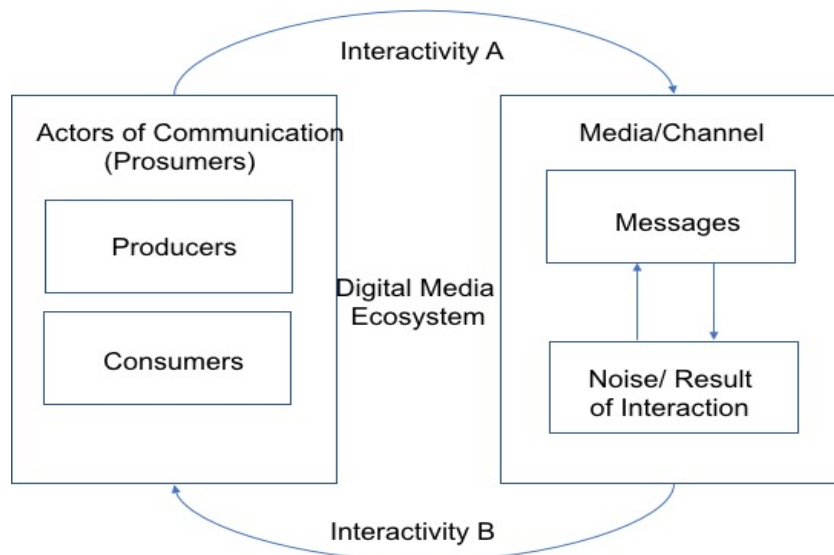 Interactivity A
Actors of Communication
(Prosumers)
Producers
Consumers
Digital Media
Ecosystem
Media/Channel
Messages
Noise/ Result
of Interaction
Interactivity B